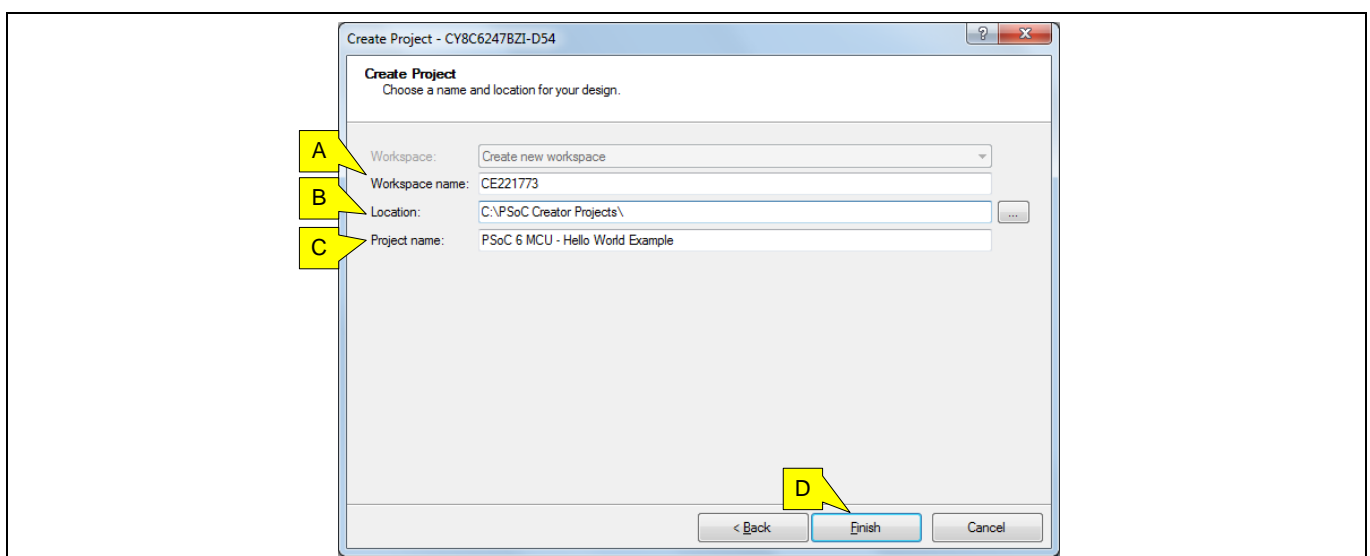 Create Project - CY8C6247BZI-D54
Create Project
Choose a name and location for your design.
A
Workspace: Create new workspace
Workspace name: CE221773
B
Location: C:\PSoC Creator Projects\ ...
C
Project name: PSoC 6 MCU - Hello World Example
D
< Back Finish Cancel